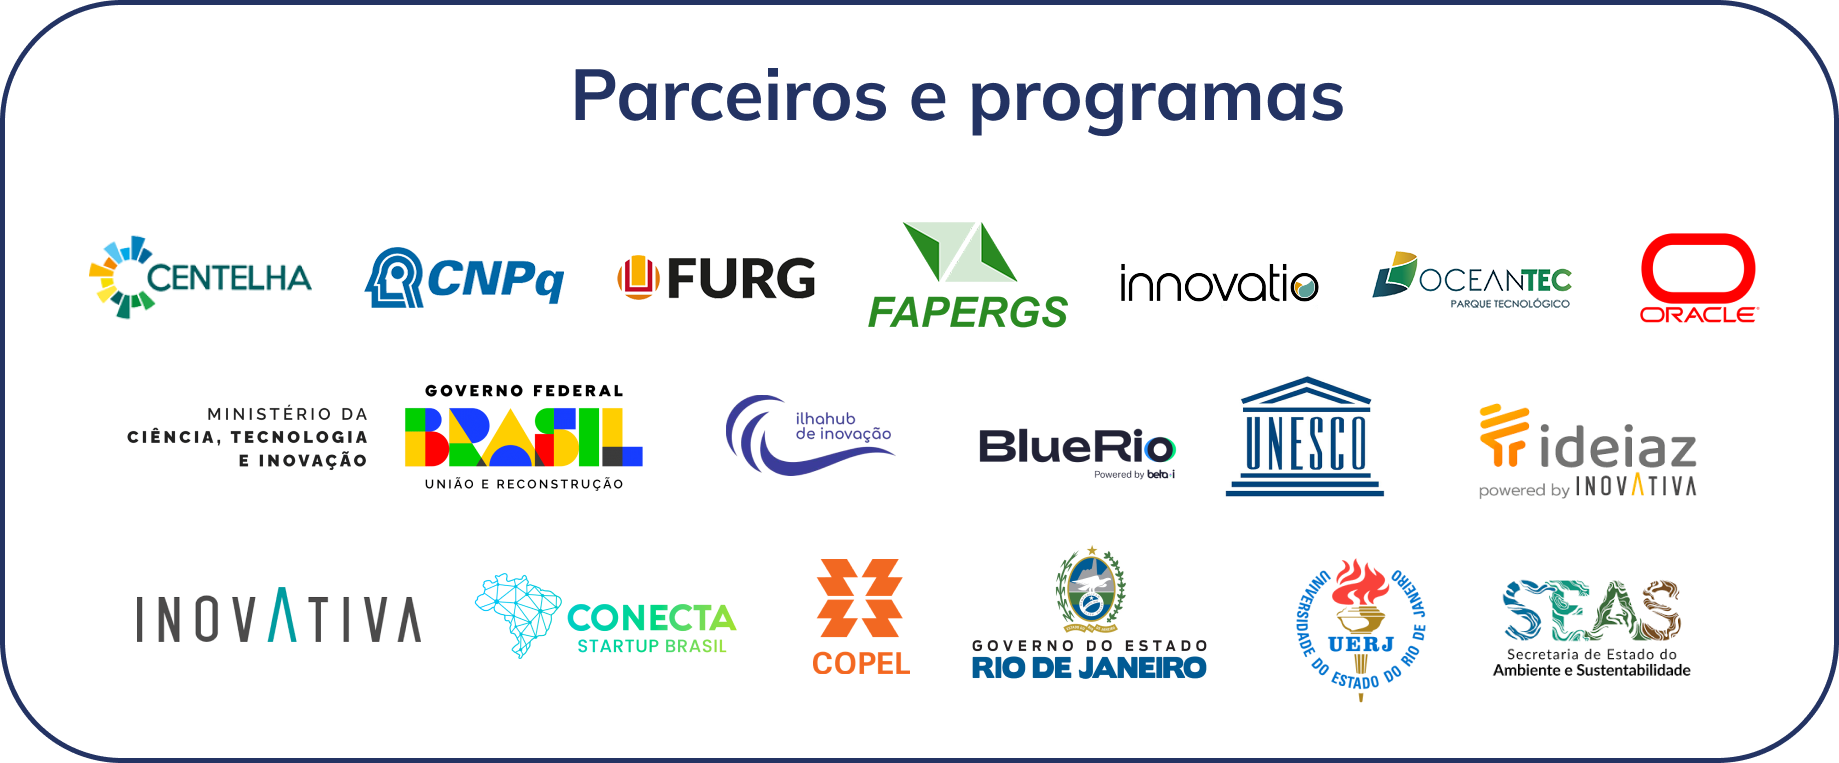 Parceiros e programas
CENTELHA
CNPq
FURG
FAPERGS
innovatio
OCEANTEC
PARQUE TECNOLÓGICO
ORACLE
MINISTÉRIO DA
CIÊNCIA, TECNOLOGIA
E INOVAÇÃO
GOVERNO FEDERAL
BRASIL
UNIÃO E RECONSTRUÇÃO
ilhahub
de inovação
BlueRio
Powered by beta-i
UNESCO
ideiaz
powered by INOVATIVA
INOVATIVA
CONECTA
STARTUP BRASIL
COPEL
GOVERNO DO ESTADO
RIO DE JANEIRO
UNIVERSIDADE DO ESTADO DO RIO DE JANEIRO
UERJ
SEAS
Secretaria de Estado do
Ambiente e Sustentabilidade